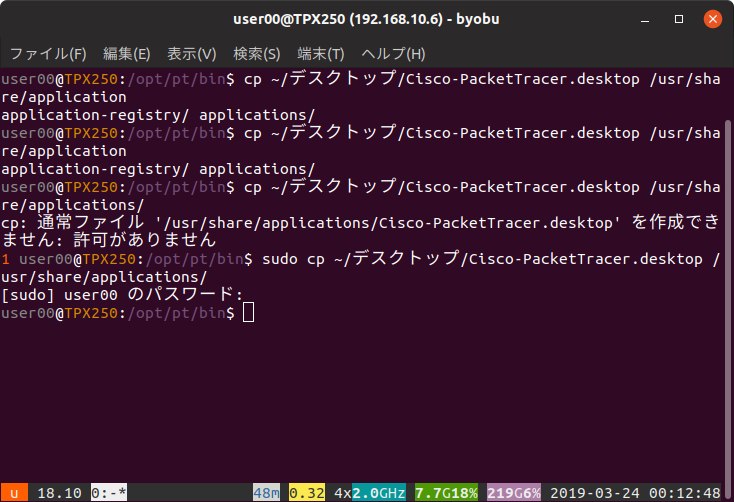 user00@TPX250 (192.168.10.6) - byobu
ファイル(F) 編集(E) 表示(V) 検索(S) 端末(T) ヘルプ(H)
user00@TPX250:/opt/pt/bin$ cp ~/デスクトップ/Cisco-PacketTracer.desktop /usr/sha
re/application
application-registry/ applications/
user00@TPX250:/opt/pt/bin$ cp ~/デスクトップ/Cisco-PacketTracer.desktop /usr/sha
re/application
application-registry/ applications/
user00@TPX250:/opt/pt/bin$ cp ~/デスクトップ/Cisco-PacketTracer.desktop /usr/sha
re/applications/
cp: 通常ファイル '/usr/share/applications/Cisco-PacketTracer.desktop' を作成でき
ません: 許可がありません
1 user00@TPX250:/opt/pt/bin$ sudo cp ~/デスクトップ/Cisco-PacketTracer.desktop /
usr/share/applications/
[sudo] user00 のパスワード:
user00@TPX250:/opt/pt/bin$
u 18.10 0:-* 48m 0.32 4x2.0GHz 7.7G18% 219G6% 2019-03-24 00:12:48